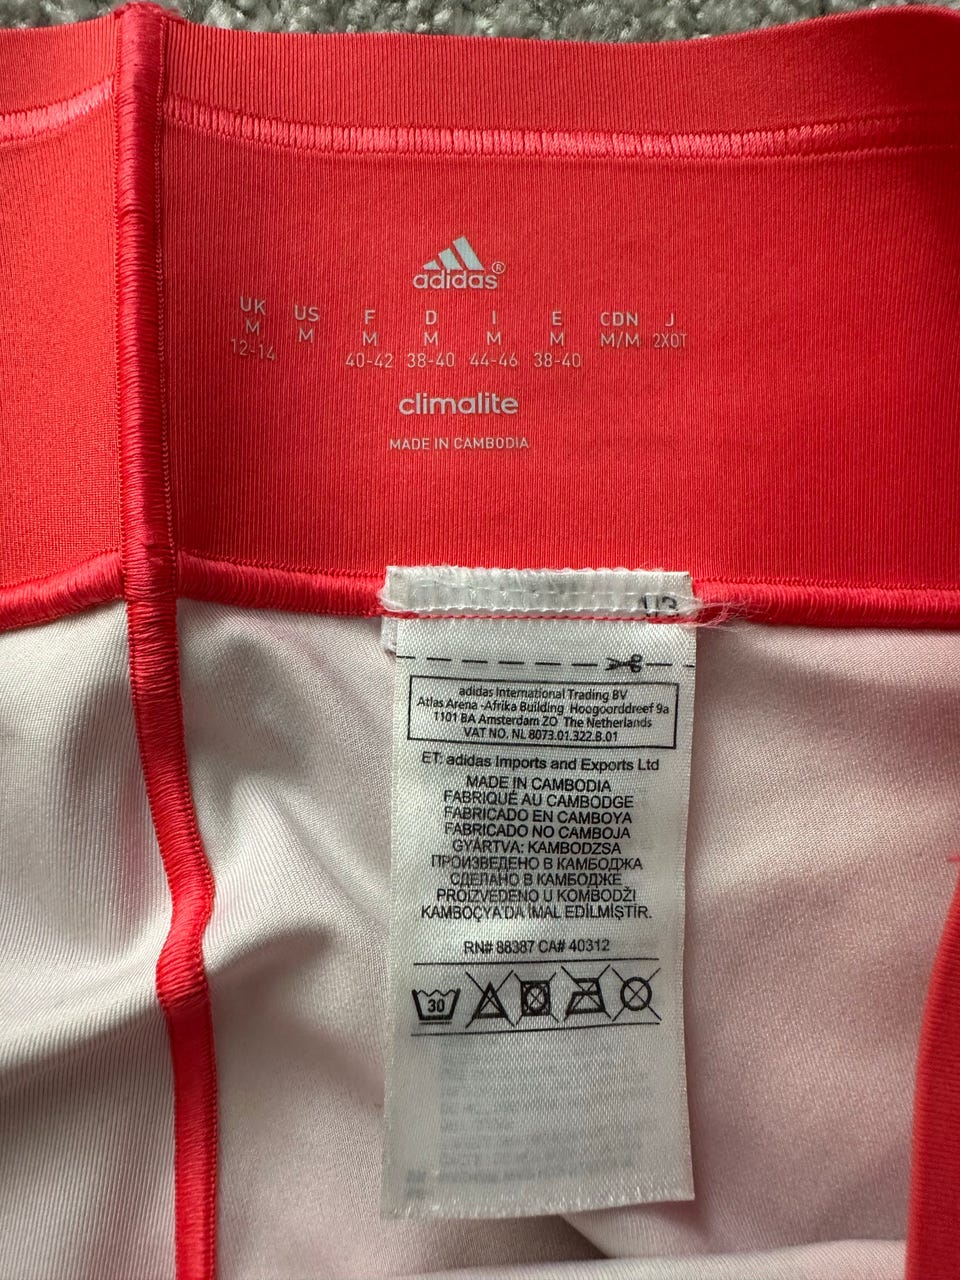 adidas®
UK US F D I E CDN J
M M M M M M M/M 2XOT
12-14 40-42 38-40 44-46 38-40
climalite
MADE IN CAMBODIA
adidas International Trading BV
Atlas Arena -Afrika Building Hoogoorddreef 9a
1101 BA Amsterdam ZO The Netherlands
VAT NO. NL 8073.01.322.B.01
ET: adidas Imports and Exports Ltd
MADE IN CAMBODIA
FABRIQUÉ AU CAMBODGE
FABRICADO EN CAMBOYA
FABRICADO NO CAMBOJA
GYÁRTVA: KAMBODZSA
ПРОИЗВЕДЕНО В КАМБОДЖА
СДЕЛАНО В КАМБОДЖЕ
PROIZVEDENO U KOMBODŽI
KAMBOÇYA'DA İMAL EDİLMİŞTİR.
RN# 88387 CA# 40312
30